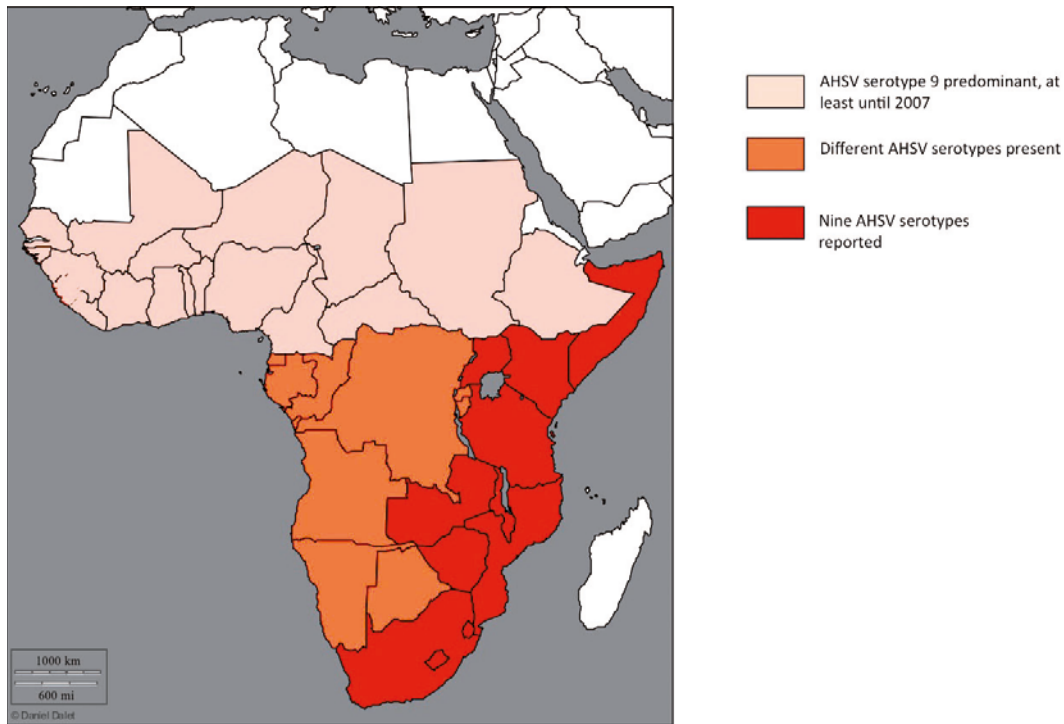 AHSV serotype 9 predominant, at
least until 2007
Different AHSV serotypes present
Nine AHSV serotypes
reported
1000 km
600 mi
© Daniel Dalet